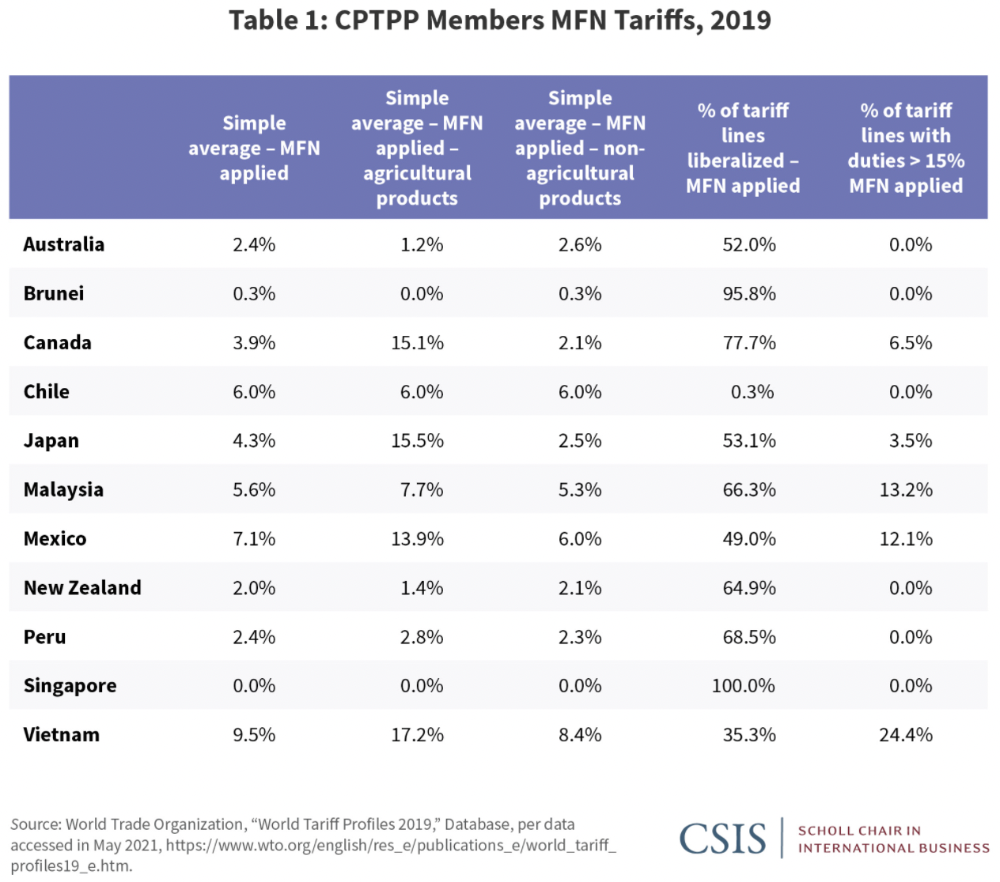 Table 1: CPTPP Members MFN Tariffs, 2019
Simple
average – MFN
applied
Simple
average – MFN
applied –
agricultural
products
Simple
average – MFN
applied – non-
agricultural
products
% of tariff
lines
liberalized –
MFN applied
% of tariff
lines with
duties > 15%
MFN applied
Australia 2.4% 1.2% 2.6% 52.0% 0.0%
Brunei 0.3% 0.0% 0.3% 95.8% 0.0%
Canada 3.9% 15.1% 2.1% 77.7% 6.5%
Chile 6.0% 6.0% 6.0% 0.3% 0.0%
Japan 4.3% 15.5% 2.5% 53.1% 3.5%
Malaysia 5.6% 7.7% 5.3% 66.3% 13.2%
Mexico 7.1% 13.9% 6.0% 49.0% 12.1%
New Zealand 2.0% 1.4% 2.1% 64.9% 0.0%
Peru 2.4% 2.8% 2.3% 68.5% 0.0%
Singapore 0.0% 0.0% 0.0% 100.0% 0.0%
Vietnam 9.5% 17.2% 8.4% 35.3% 24.4%
Source: World Trade Organization, “World Tariff Profiles 2019,” Database, per data
accessed in May 2021, https://www.wto.org/english/res_e/publications_e/world_tariff_
profiles19_e.htm.
CSIS
SCHOLL CHAIR IN
INTERNATIONAL BUSINESS